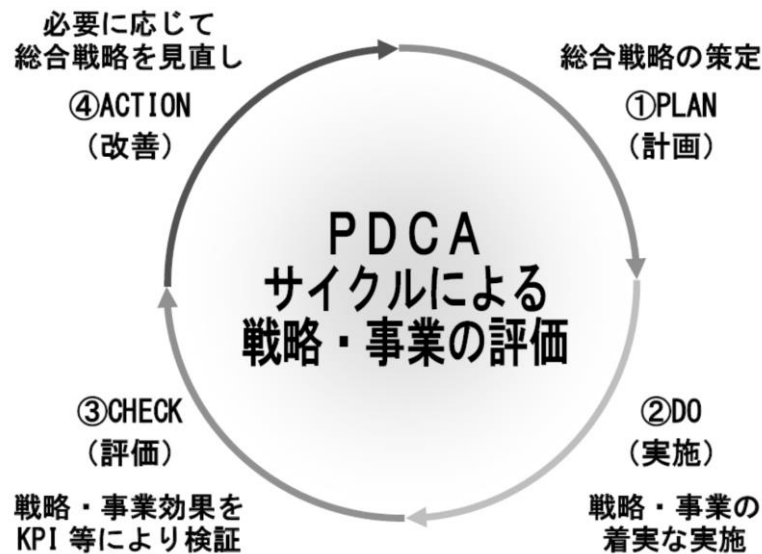 必要に応じて
総合戦略を見直し
④ACTION
（改善）
総合戦略の策定
①PLAN
（計画）
PDCA
サイクルによる
戦略・事業の評価
③CHECK
（評価）
戦略・事業効果を
KPI 等により検証
②DO
（実施）
戦略・事業の
着実な実施